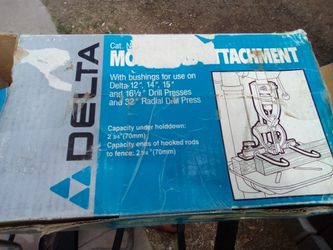 DELTA
Cat. N
MO ATTACHMENT
With bushings for use on
Delta 12", 14", 15"
and 16½" Drill Presses
and 32" Radial Drill Press
Capacity under holddown:
2 ¾" (70mm)
Capacity ends of hooked rods
to fence: 2 ¾" (70mm)